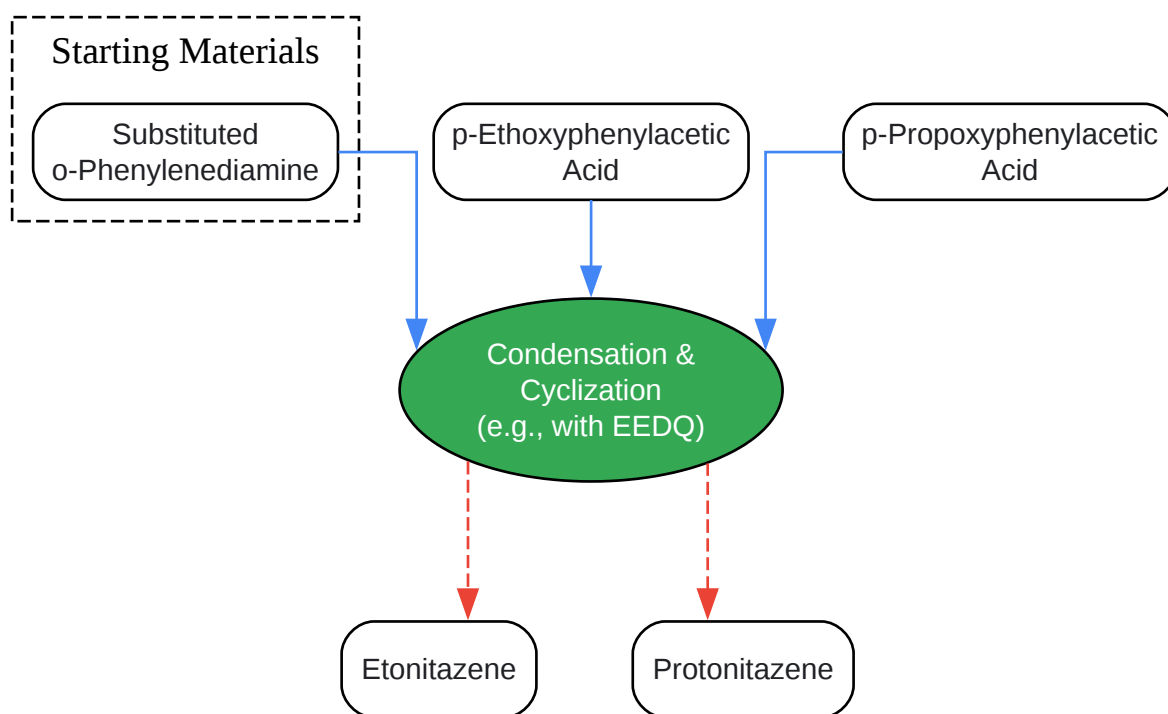 Starting Materials
Substituted
o-Phenylenediamine
p-Ethoxyphenylacetic
Acid
p-Propoxyphenylacetic
Acid
Condensation &
Cyclization
(e.g., with EEDQ)
Etonitazene
Protonitazene